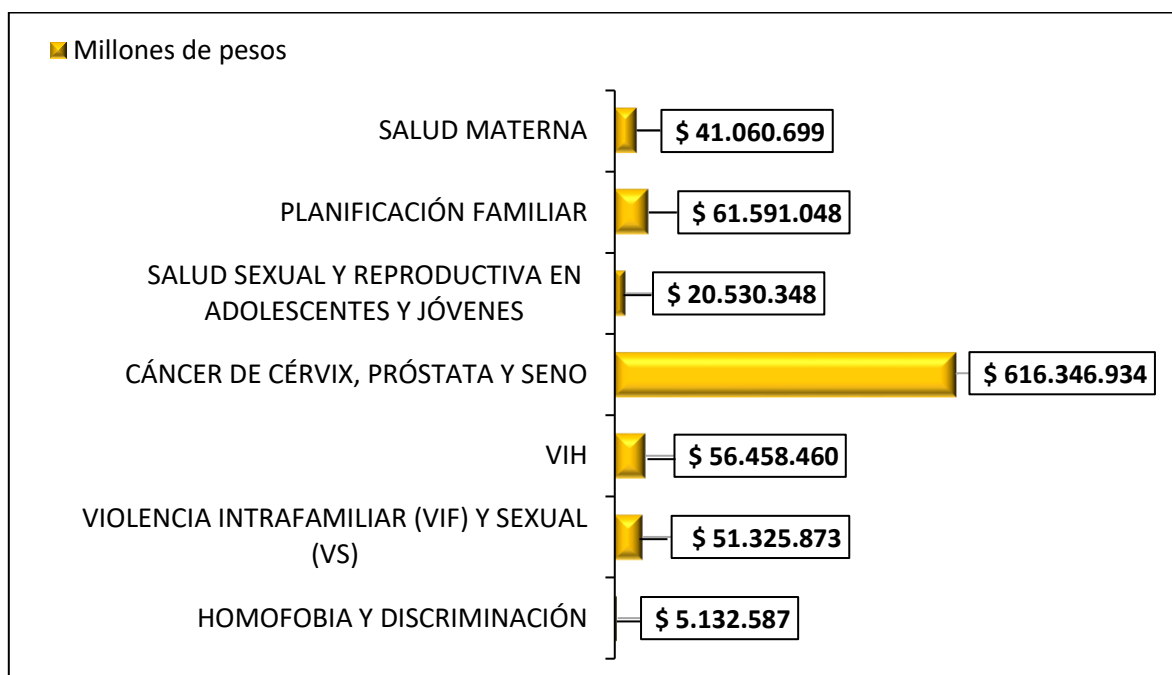 Millones de pesos
SALUD MATERNA
$ 41.060.699
PLANIFICACIÓN FAMILIAR
$ 61.591.048
SALUD SEXUAL Y REPRODUCTIVA EN
ADOLESCENTES Y JÓVENES
$ 20.530.348
CÁNCER DE CÉRVIX, PRÓSTATA Y SENO
$ 616.346.934
VIH
$ 56.458.460
VIOLENCIA INTRAFAMILIAR (VIF) Y SEXUAL
(VS)
$ 51.325.873
HOMOFOBIA Y DISCRIMINACIÓN
$ 5.132.587